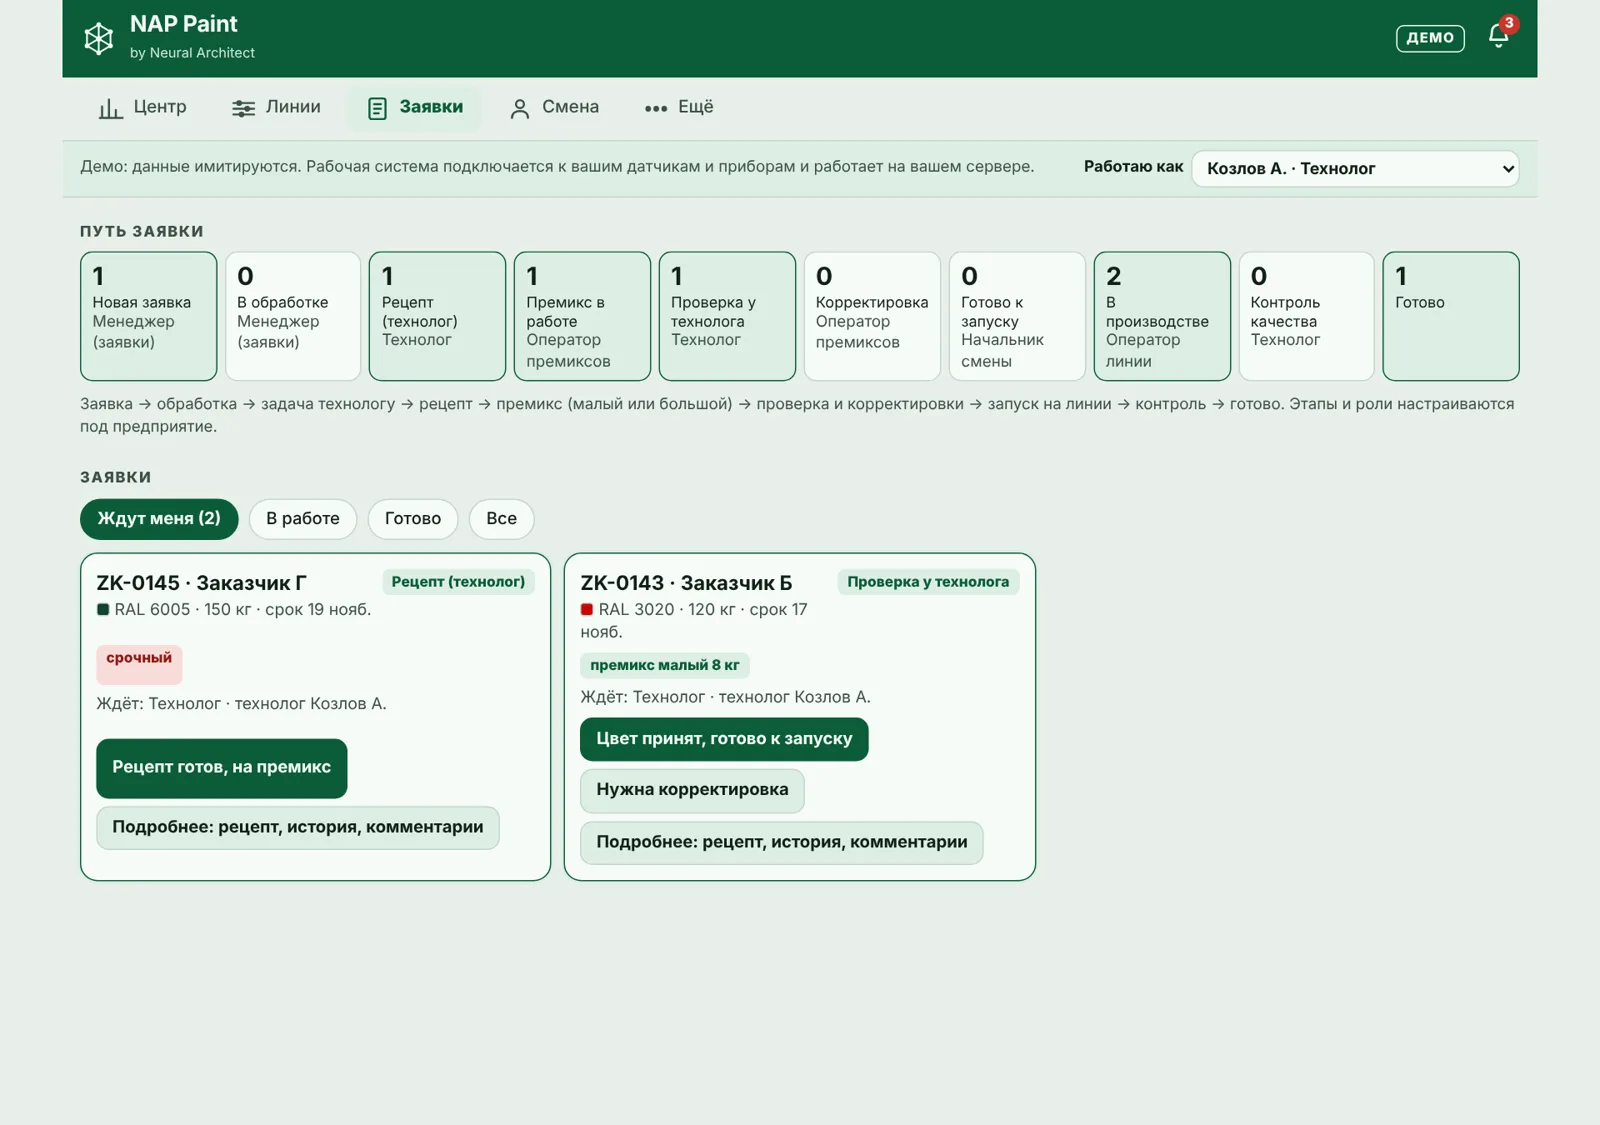 NAP Paint
by Neural Architect
ДЕМО
3
Центр
Линии
Заявки
Смена
Ещё
Демо: данные имитируются. Рабочая система подключается к вашим датчикам и приборам и работает на вашем сервере.
Работаю как
Козлов А. · Технолог
ПУТЬ ЗАЯВКИ
1
Новая заявка
Менеджер
(заявки)
0
В обработке
Менеджер
(заявки)
1
Рецепт
(технолог)
Технолог
1
Премикс в
работе
Оператор
премиксов
1
Проверка у
технолога
Технолог
0
Корректировка
Оператор
премиксов
0
Готово к
запуску
Начальник
смены
2
В
производстве
Оператор
линии
0
Контроль
качества
Технолог
1
Готово
Заявка → обработка → задача технологу → рецепт → премикс (малый или большой) → проверка и корректировки → запуск на линии → контроль → готово. Этапы и роли настраиваются
под предприятие.
ЗАЯВКИ
Ждут меня (2)
В работе
Готово
Все
ZK-0145 · Заказчик Г
Рецепт (технолог)
RAL 6005 · 150 кг · срок 19 нояб.
срочный
Ждёт: Технолог · технолог Козлов А.
Рецепт готов, на премикс
Подробнее: рецепт, история, комментарии
ZK-0143 · Заказчик Б
Проверка у технолога
RAL 3020 · 120 кг · срок 17
нояб.
премикс малый 8 кг
Ждёт: Технолог · технолог Козлов А.
Цвет принят, готово к запуску
Нужна корректировка
Подробнее: рецепт, история, комментарии